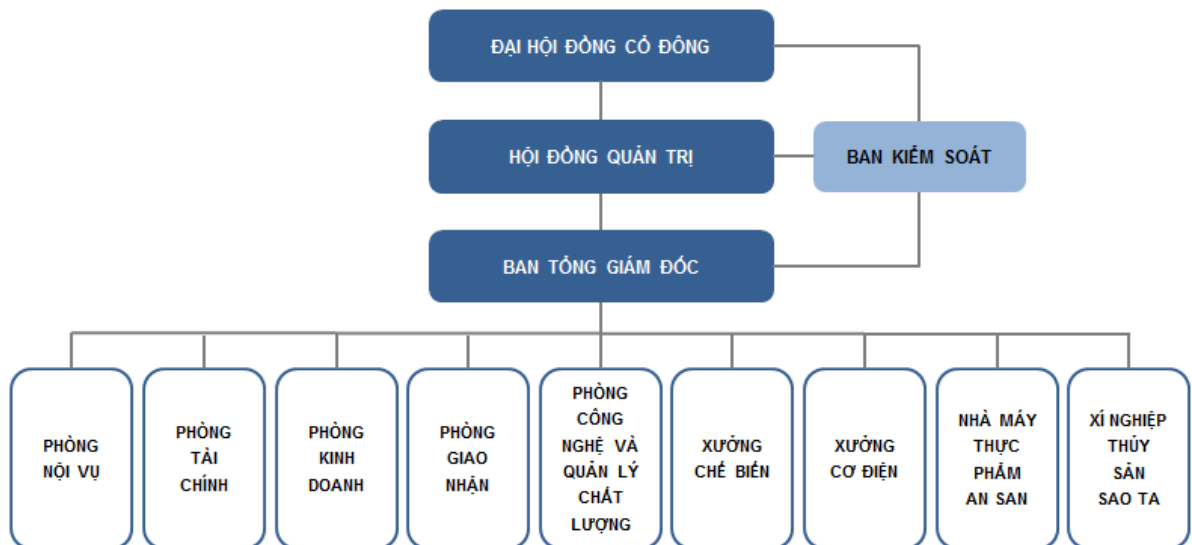 ĐẠI HỘI ĐỒNG CỔ ĐÔNG
HỘI ĐỒNG QUẢN TRỊ
BAN KIỂM SOÁT
BAN TỔNG GIÁM ĐỐC
PHÒNG
NỘI VỤ
PHÒNG
TÀI
CHÍNH
PHÒNG
KINH
DOANH
PHÒNG
GIAO
NHẬN
PHÒNG
CÔNG
NGHỆ VÀ
QUẢN LÝ
CHẤT
LƯỢNG
XƯỞNG
CHẾ BIẾN
XƯỞNG
CƠ ĐIỆN
NHÀ MÁY
THỰC
PHẨM
AN SAN
XÍ NGHIỆP
THỦY
SẢN
SAO TA